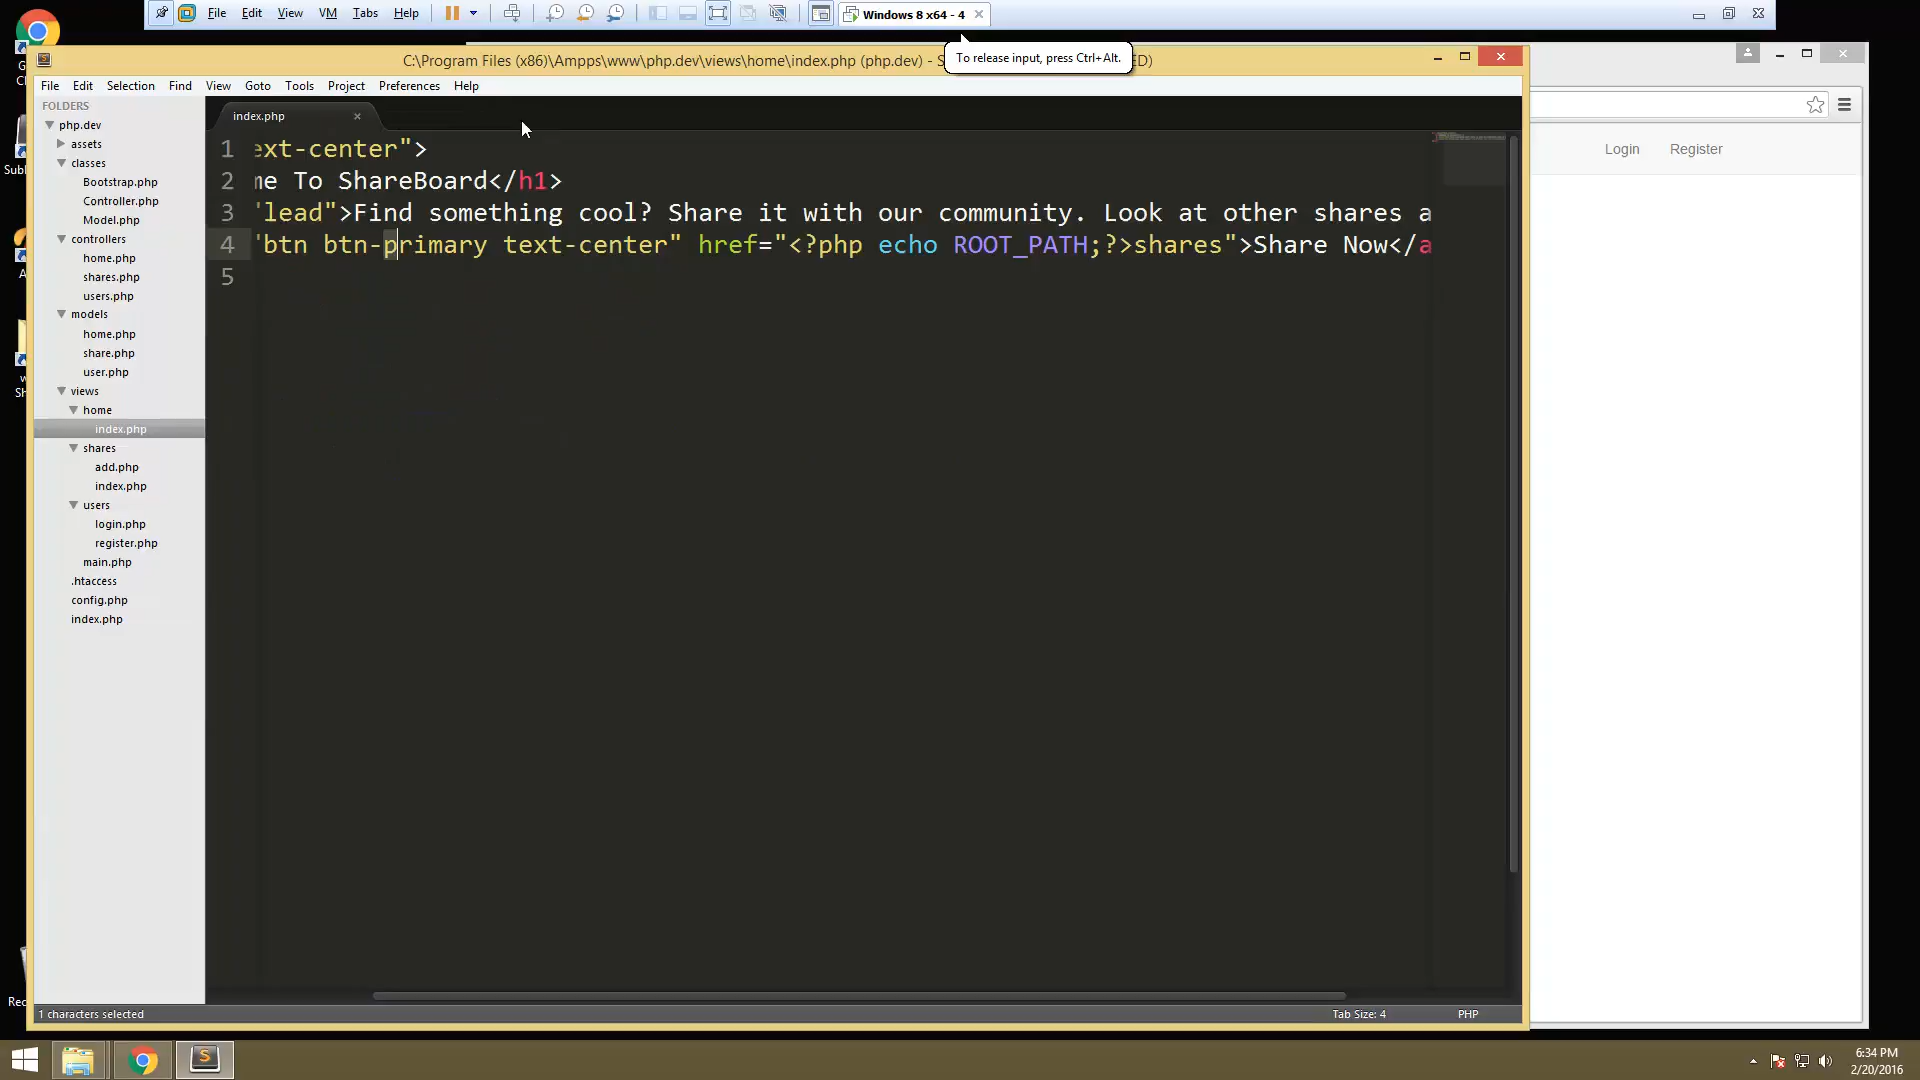 File Edit View VM Tabs Help
Windows 8 x64 - 4
To release input, press Ctrl+Alt.
C:\Program Files (x86)\Ampps\www\php.dev\views\home\index.php (php.dev) - S
ED)
File Edit Selection Find View Goto Tools Project Preferences Help
FOLDERS
php.dev
assets
classes
Bootstrap.php
Controller.php
Model.php
controllers
home.php
shares.php
users.php
models
home.php
share.php
user.php
views
home
index.php
shares
add.php
index.php
users
login.php
register.php
main.php
.htaccess
config.php
index.php
index.php
1 ext-center">
2 me To ShareBoard</h1>
3 "lead">Find something cool? Share it with our community. Look at other shares a
4 "btn btn-primary text-center" href="<?php echo ROOT_PATH;?>shares">Share Now</a
5
Login Register
1 characters selected
Tab Size: 4
PHP
6:34 PM
2/20/2016